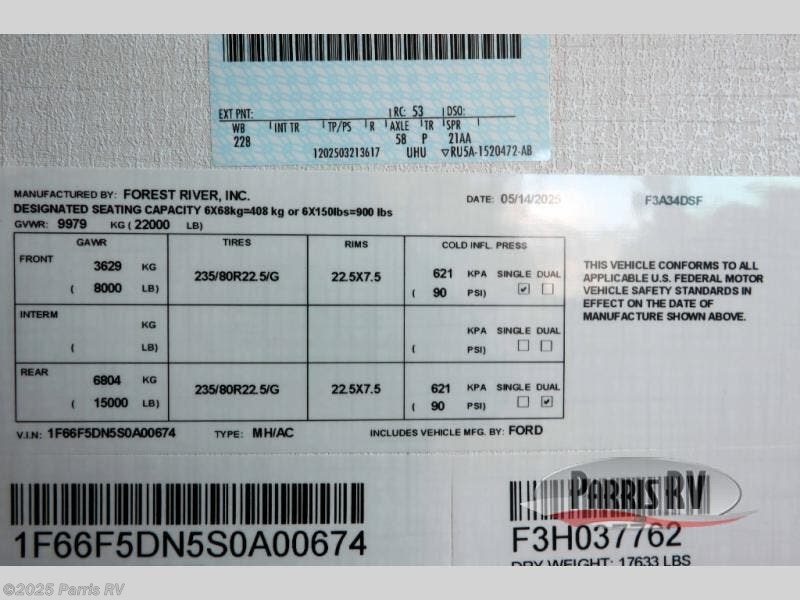 EXT PNT: RC: 53 DSO:
WB INT TR TP/PS R AXLE TR SPR
228 58 P 21AA
1202503213617 UHU ▽RU5A-1520472-AB
MANUFACTURED BY: FOREST RIVER, INC. DATE: 05/14/2025 F3A34DSF
DESIGNATED SEATING CAPACITY 6X68kg=408 kg or 6X150lbs=900 lbs
GVWR: 9979 KG ( 22000 LB)
GAWR TIRES RIMS COLD INFL. PRESS
FRONT
3629 KG 235/80R22.5/G 22.5X7.5 621 KPA SINGLE DUAL
( 8000 LB) ( 90 PSI) ☑ ☐
INTERM
KG KPA SINGLE DUAL
( LB) ( PSI) ☐ ☐
REAR
6804 KG 235/80R22.5/G 22.5X7.5 621 KPA SINGLE DUAL
( 15000 LB) ( 90 PSI) ☐ ☑
THIS VEHICLE CONFORMS TO ALL
APPLICABLE U.S. FEDERAL MOTOR
VEHICLE SAFETY STANDARDS IN
EFFECT ON THE DATE OF
MANUFACTURE SHOWN ABOVE.
V.I.N: 1F66F5DN5S0A00674 TYPE: MH/AC INCLUDES VEHICLE MFG. BY: FORD
PARRIS RV
1F66F5DN5S0A00674 F3H037762
DRY WEIGHT: 17633 LBS
©2025 Parris RV